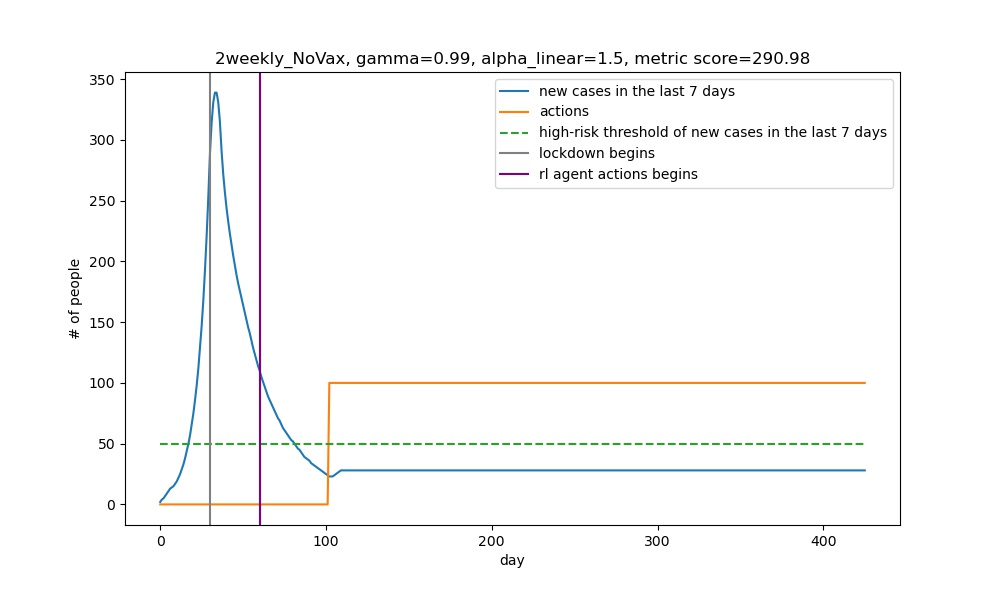 2weekly_NoVax, gamma=0.99, alpha_linear=1.5, metric score=290.98
new cases in the last 7 days
actions
high-risk threshold of new cases in the last 7 days
lockdown begins
rl agent actions begins
# of people
350
300
250
200
150
100
50
0
0 100 200 300 400
day